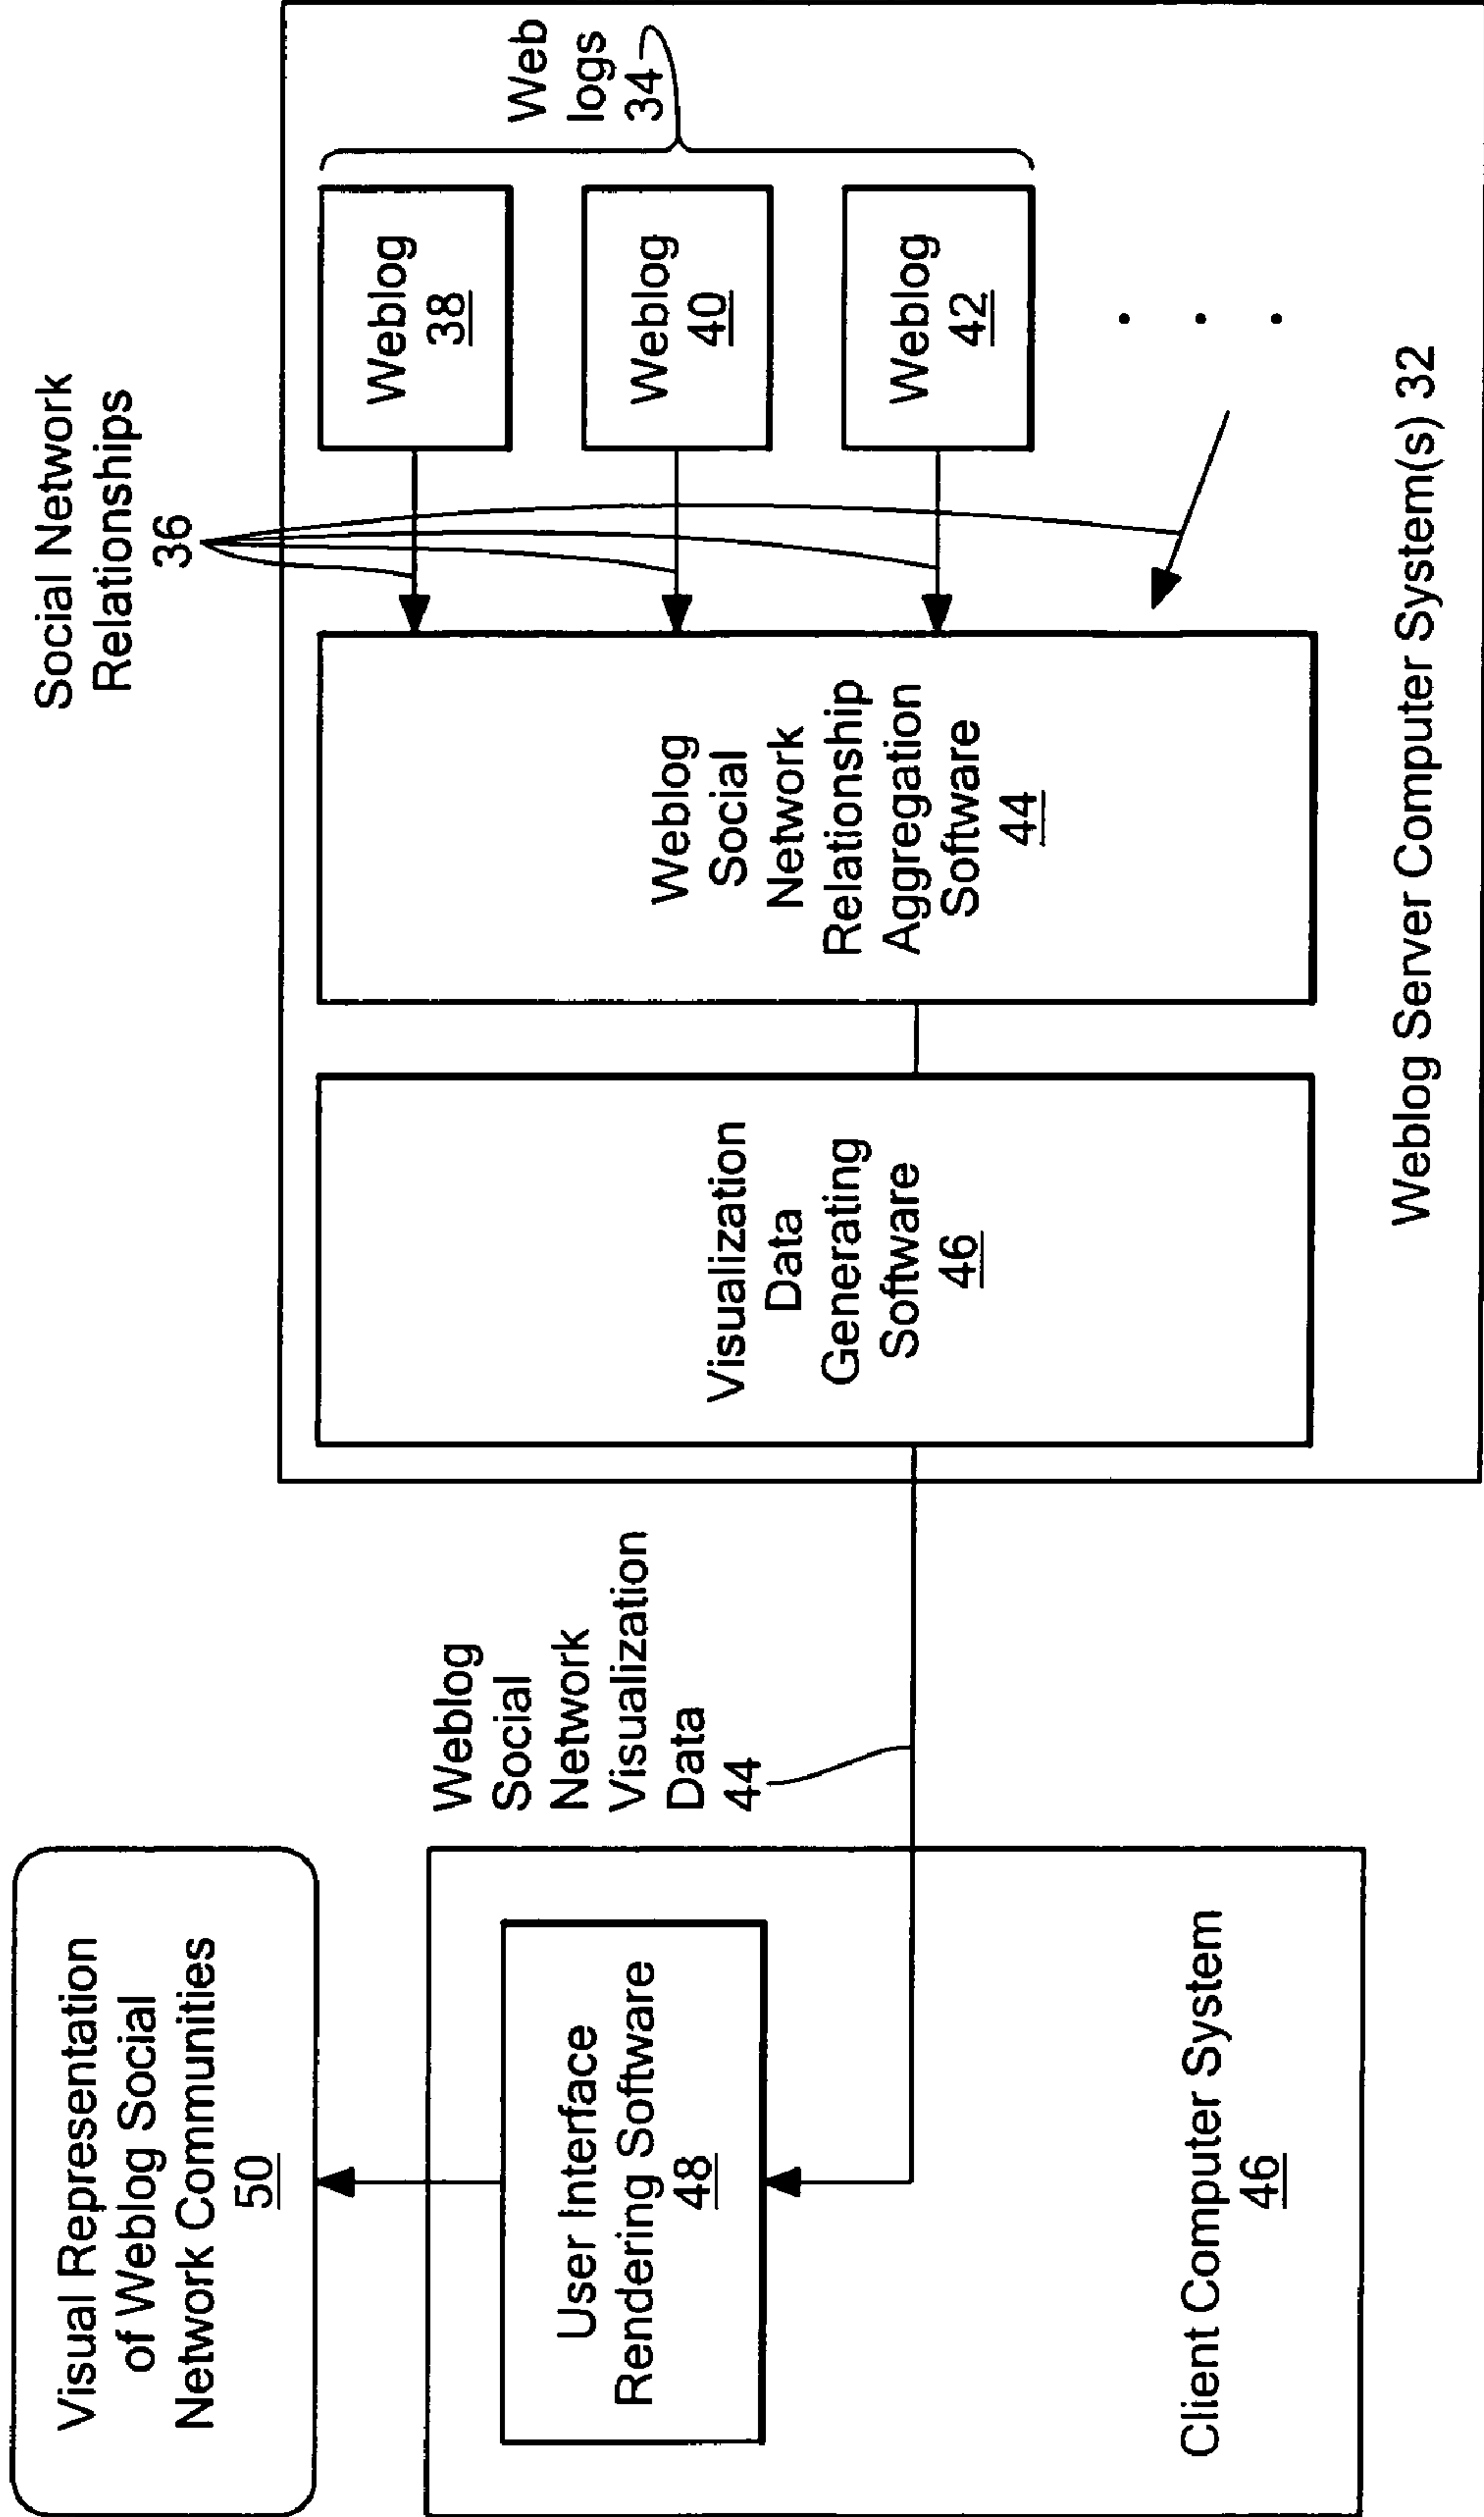 Visual Representation
of Weblog Social
Network Communities
50
User Interface
Rendering Software
48
Client Computer System
46
Weblog
Social
Network
Visualization
Data
44
Visualization
Data
Generating
Software
46
Weblog
Social
Network
Relationship
Aggregation
Software
44
Social Network
Relationships
36
Weblog
38
Weblog
40
Weblog
42
Web
logs
34
Weblog Server Computer System(s) 32